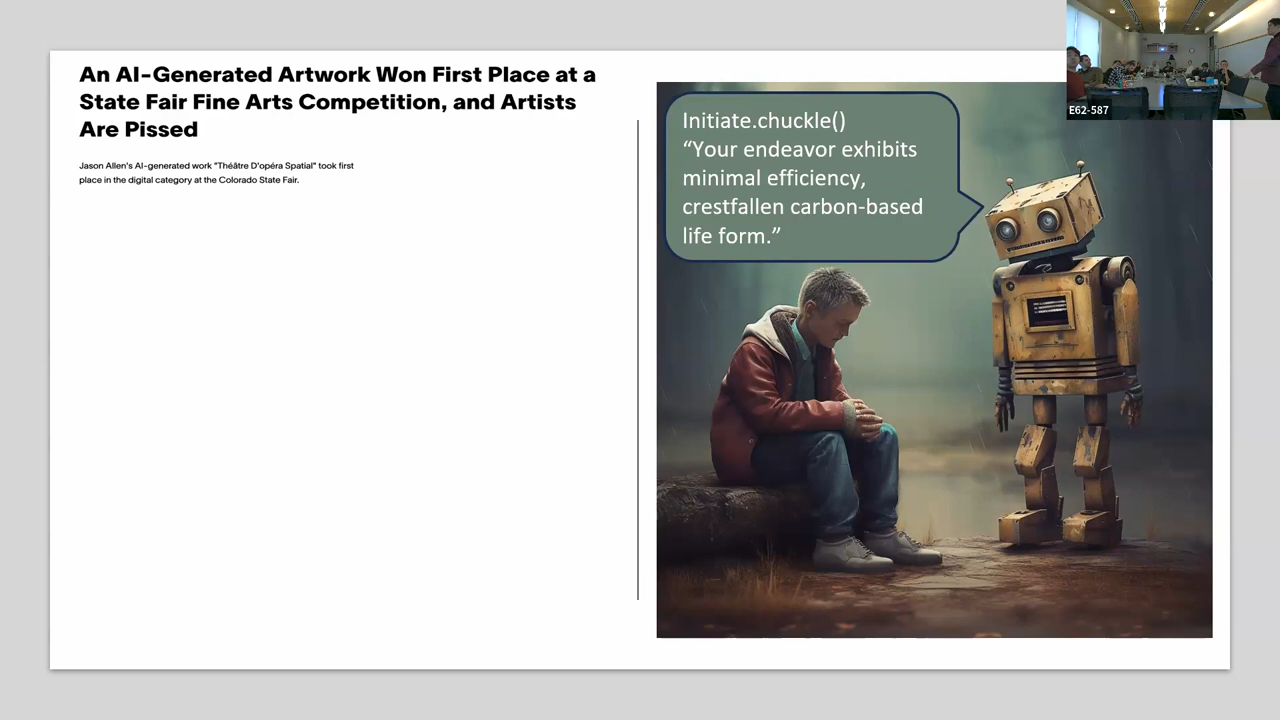 An AI-Generated Artwork Won First Place at a
State Fair Fine Arts Competition, and Artists
Are Pissed
Jason Allen's AI-generated work "Théâtre D'opéra Spatial" took first
place in the digital category at the Colorado State Fair.
Initiate.chuckle()
“Your endeavor exhibits
minimal efficiency,
crestfallen carbon-based
life form.”
E62-587